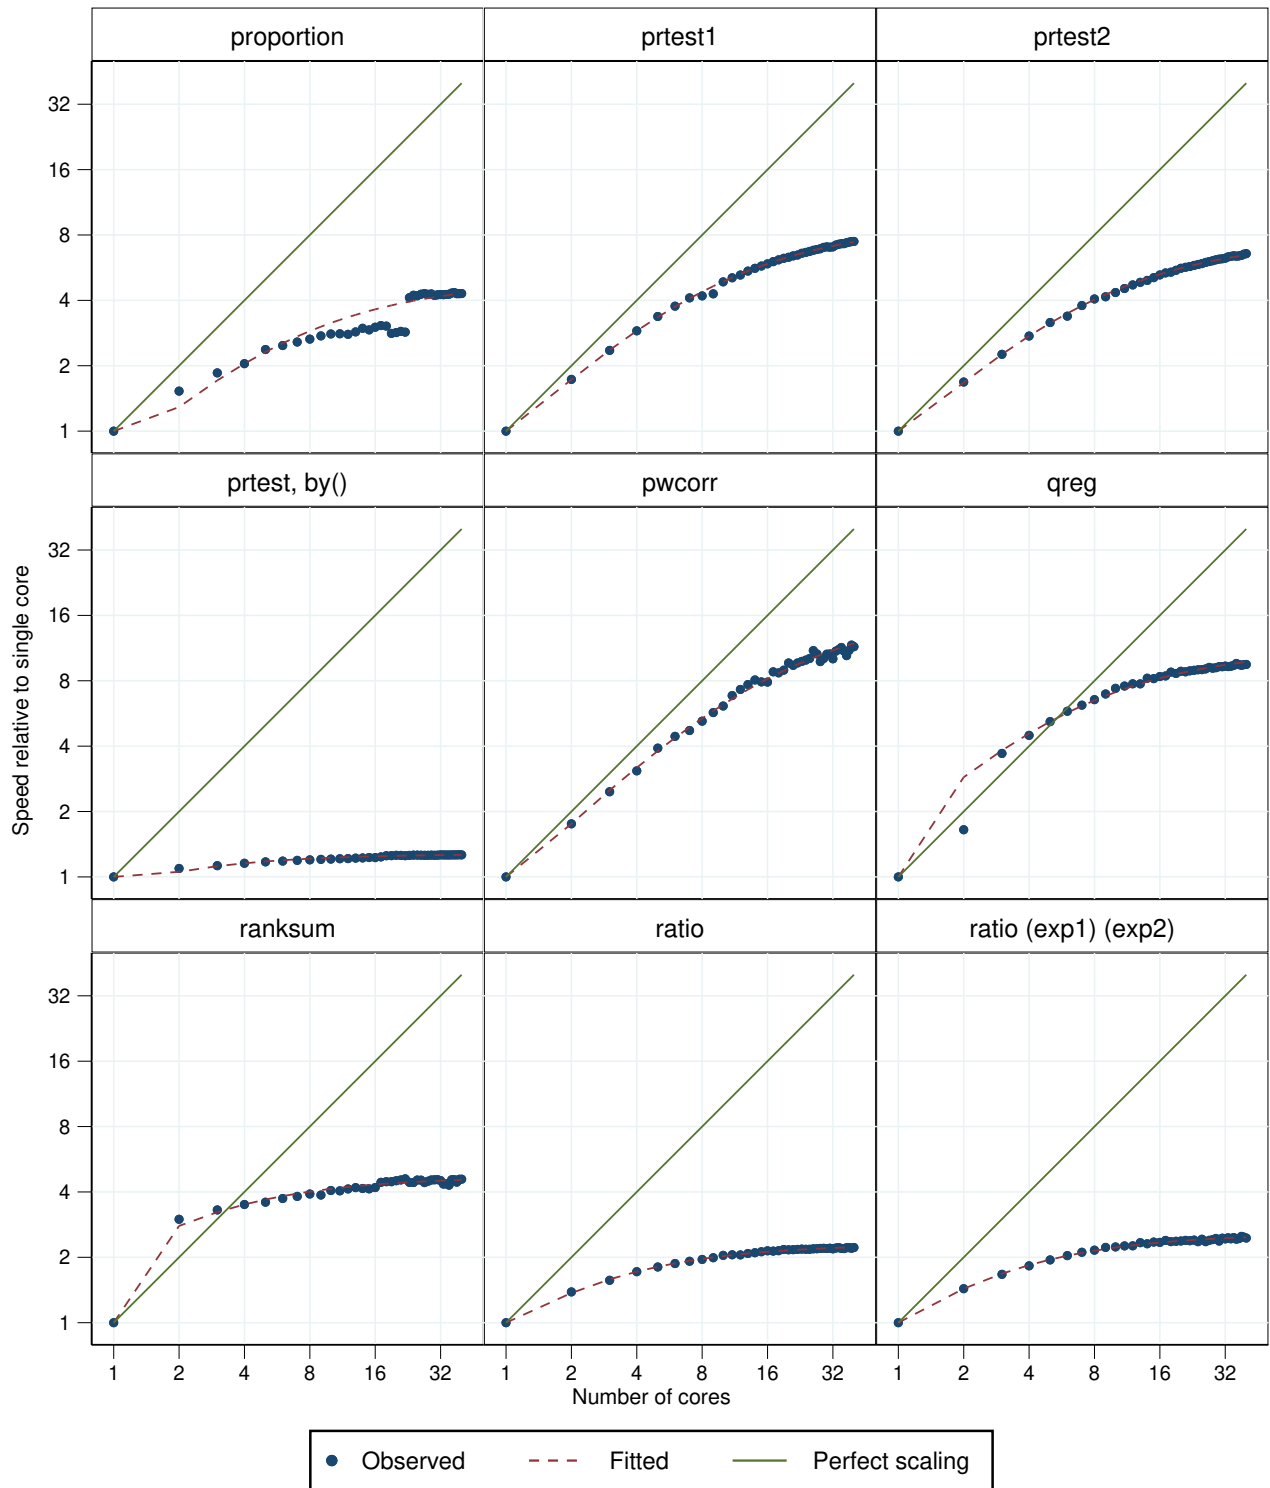 proportion prtest1 prtest2
32
16
8
4
2
1
prtest, by() pwcorr qreg
32
16
8
4
2
1
ranksum ratio ratio (exp1) (exp2)
32
16
8
4
2
1
Speed relative to single core
1 2 4 8 16 32 1 2 4 8 16 32 1 2 4 8 16 32
Number of cores
Observed Fitted Perfect scaling